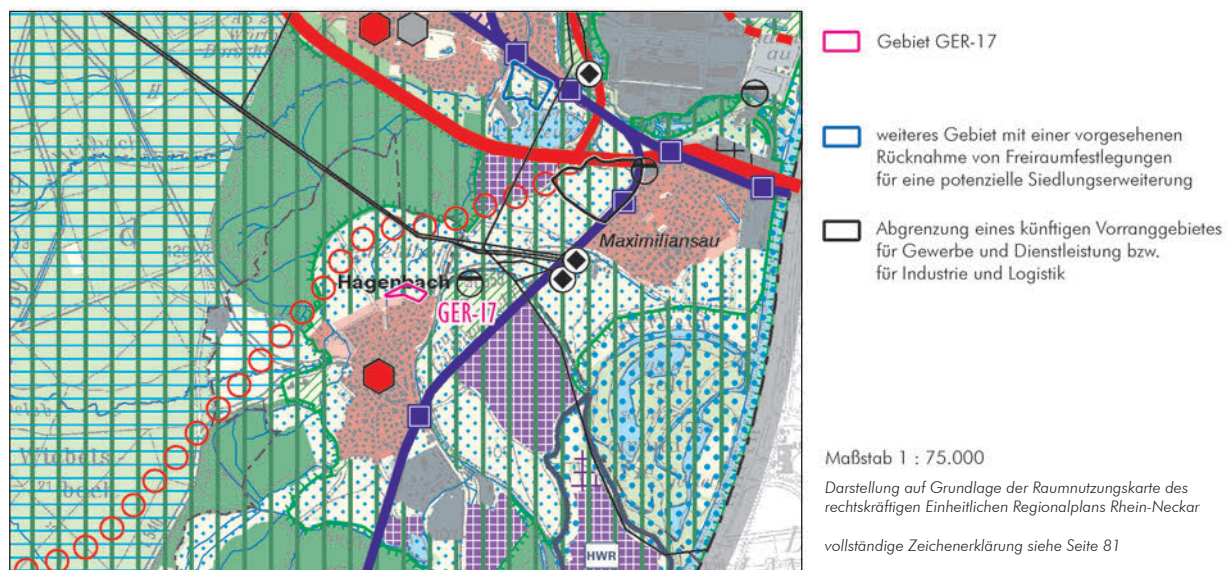 Maximiliansau
Hagenbach
GER-17
HWR
Gebiet GER-17
weiteres Gebiet mit einer vorgesehenen
Rücknahme von Freiraumfestlegungen
für eine potenzielle Siedlungserweiterung
Abgrenzung eines künftigen Vorranggebietes
für Gewerbe und Dienstleistung bzw.
für Industrie und Logistik
Maßstab 1 : 75.000
Darstellung auf Grundlage der Raumnutzungskarte des
rechtskräftigen Einheitlichen Regionalplans Rhein-Neckar
vollständige Zeichenerklärung siehe Seite 81